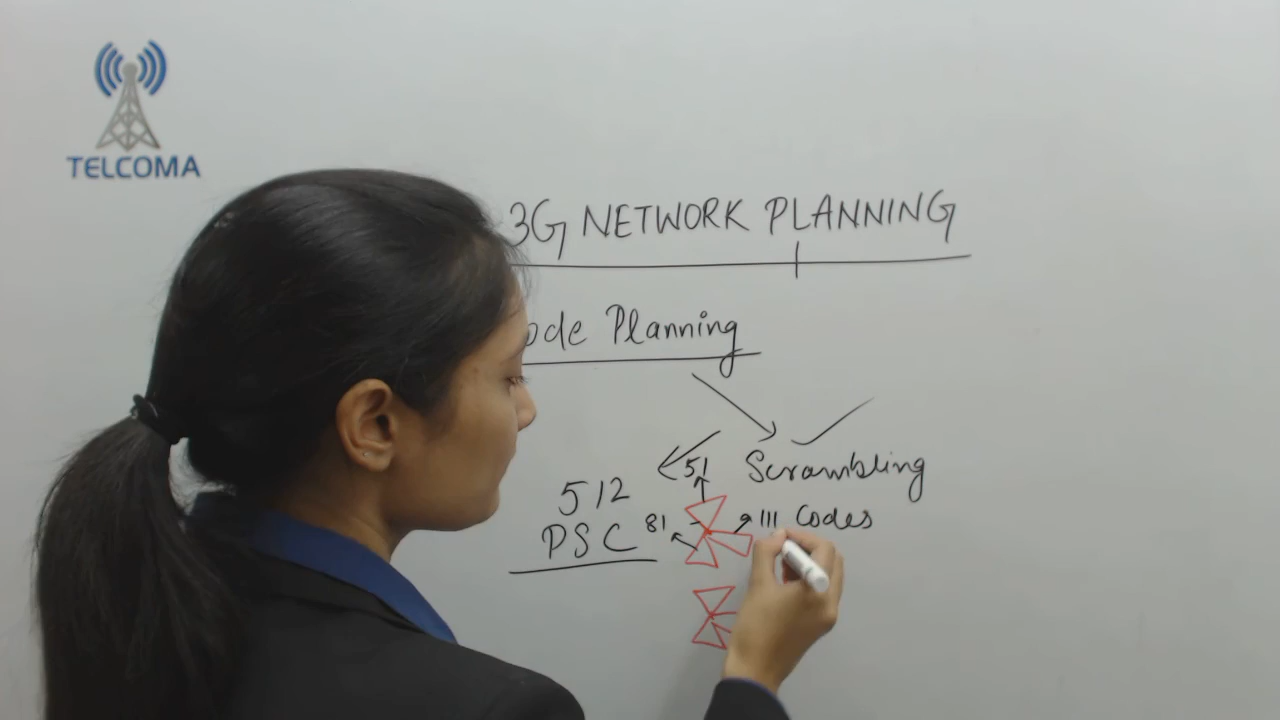 TELCOMA
3G NETWORK PLANNING
ode Planning
51 Scrambling
512
81 111 Codes
PSC